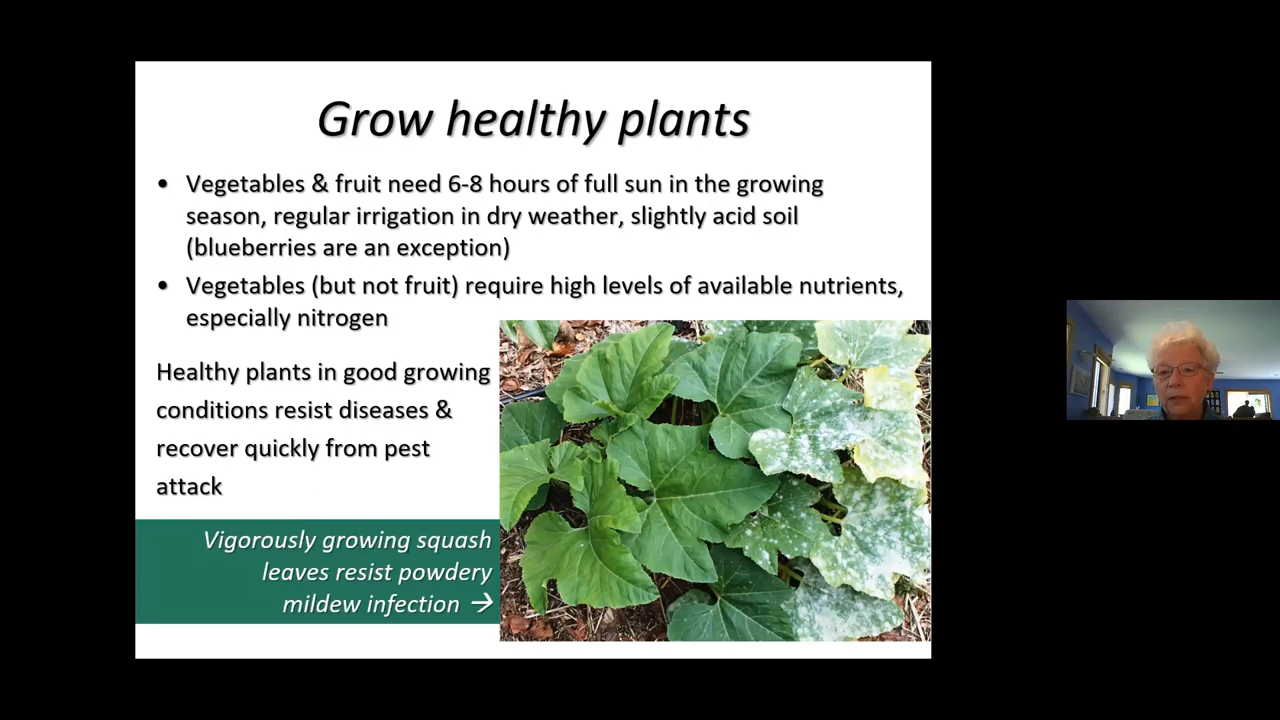 Grow healthy plants
• Vegetables & fruit need 6-8 hours of full sun in the growing
season, regular irrigation in dry weather, slightly acid soil
(blueberries are an exception)
• Vegetables (but not fruit) require high levels of available nutrients,
especially nitrogen
Healthy plants in good growing
conditions resist diseases &
recover quickly from pest
attack
Vigorously growing squash
leaves resist powdery
mildew infection →